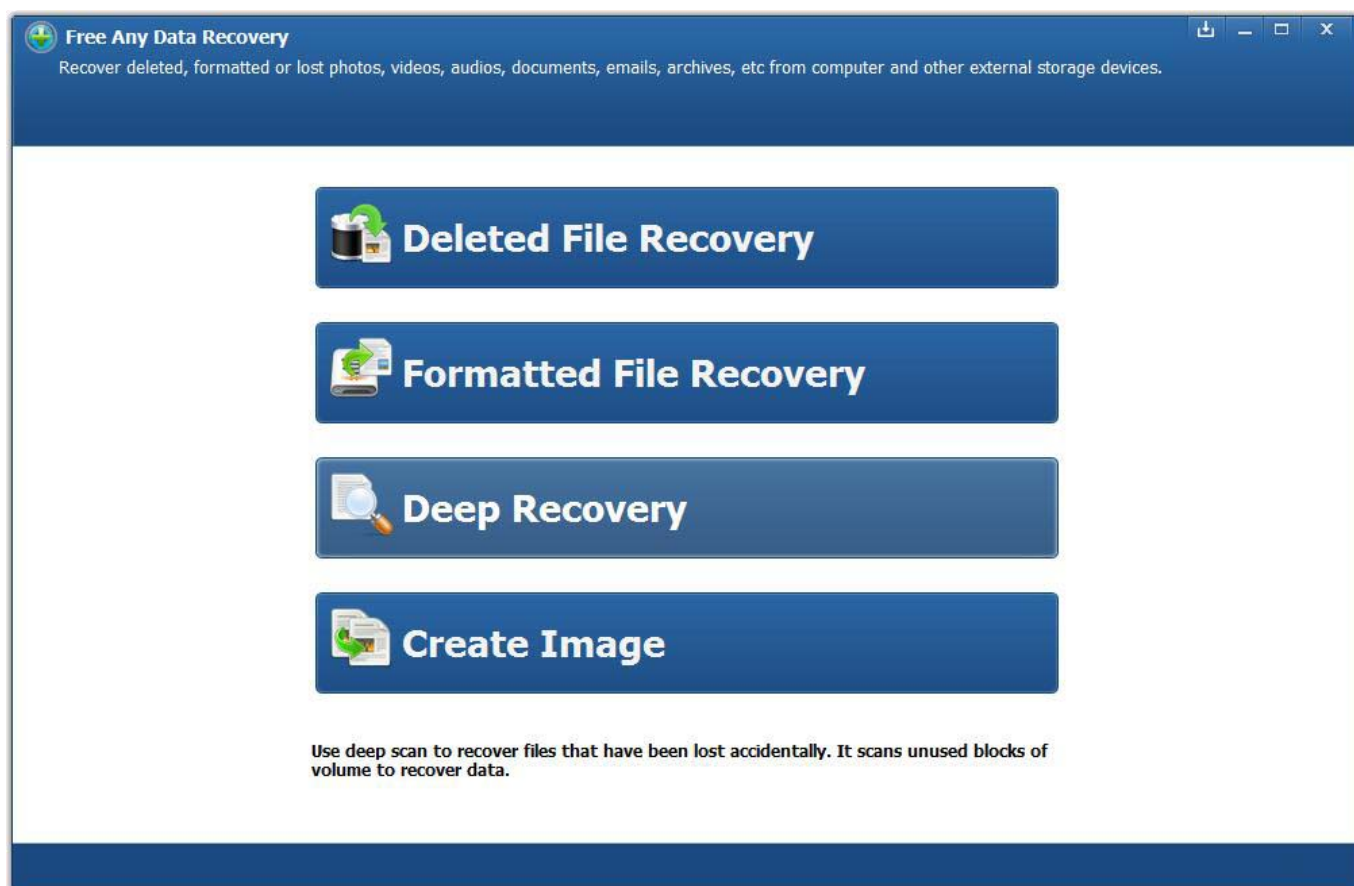 Free Any Data Recovery
Recover deleted, formatted or lost photos, videos, audios, documents, emails, archives, etc from computer and other external storage devices.
Deleted File Recovery
Formatted File Recovery
Deep Recovery
Create Image
Use deep scan to recover files that have been lost accidentally. It scans unused blocks of
volume to recover data.